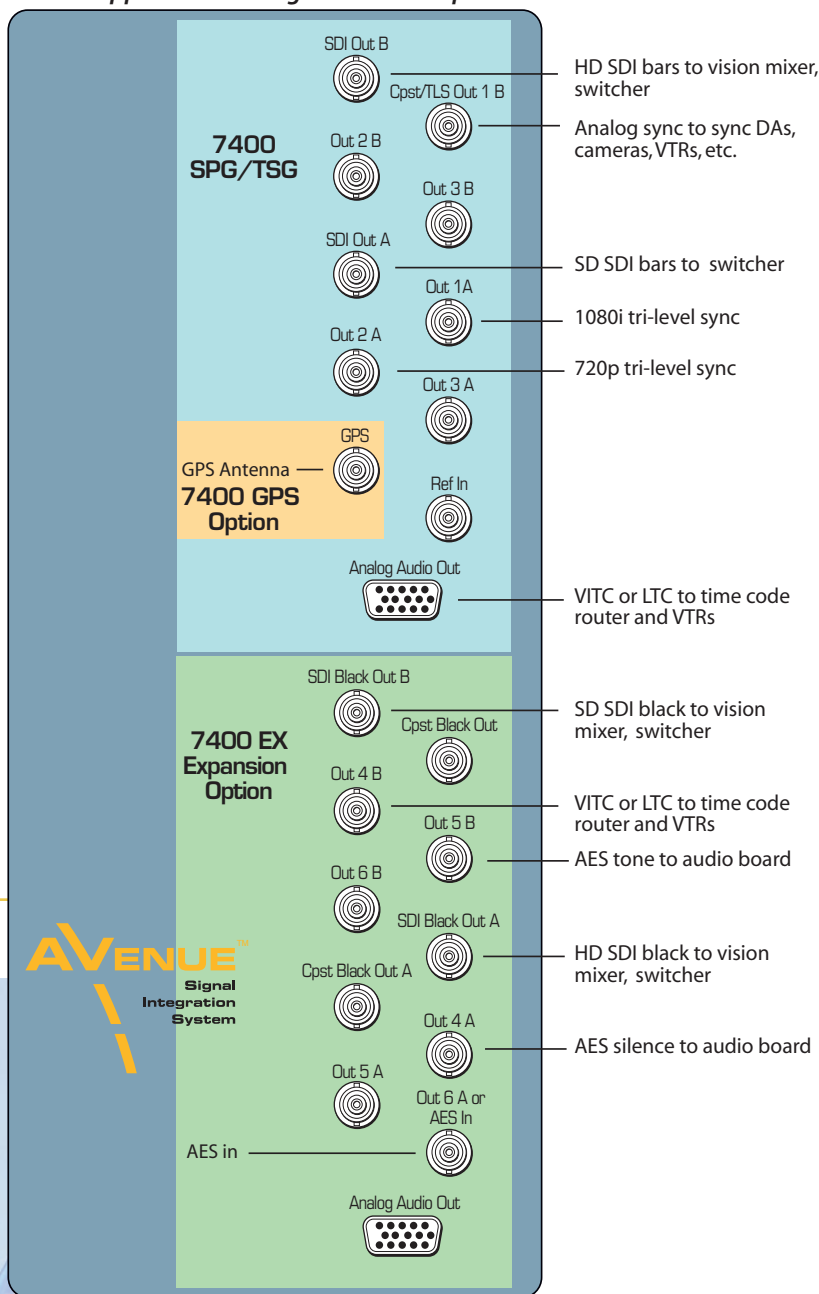 SDI Out B
HD SDI bars to vision mixer,
switcher
Cpst/TLS Out 1 B
Analog sync to sync DAs,
cameras, VTRs, etc.
7400
SPG/TSG
Out 2 B
Out 3 B
SDI Out A
SD SDI bars to switcher
Out 1A
1080i tri-level sync
Out 2 A
720p tri-level sync
Out 3 A
GPS
GPS Antenna
7400 GPS
Option
Ref In
Analog Audio Out
VITC or LTC to time code
router and VTRs
SDI Black Out B
SD SDI black to vision
mixer, switcher
Cpst Black Out
7400 EX
Expansion
Option
Out 4 B
VITC or LTC to time code
router and VTRs
Out 5 B
AES tone to audio board
Out 6 B
SDI Black Out A
HD SDI black to vision
mixer, switcher
AVENUE™
Signal
Integration
System
Cpst Black Out A
Out 4 A
AES silence to audio board
Out 5 A
Out 6 A or
AES In
AES in
Analog Audio Out